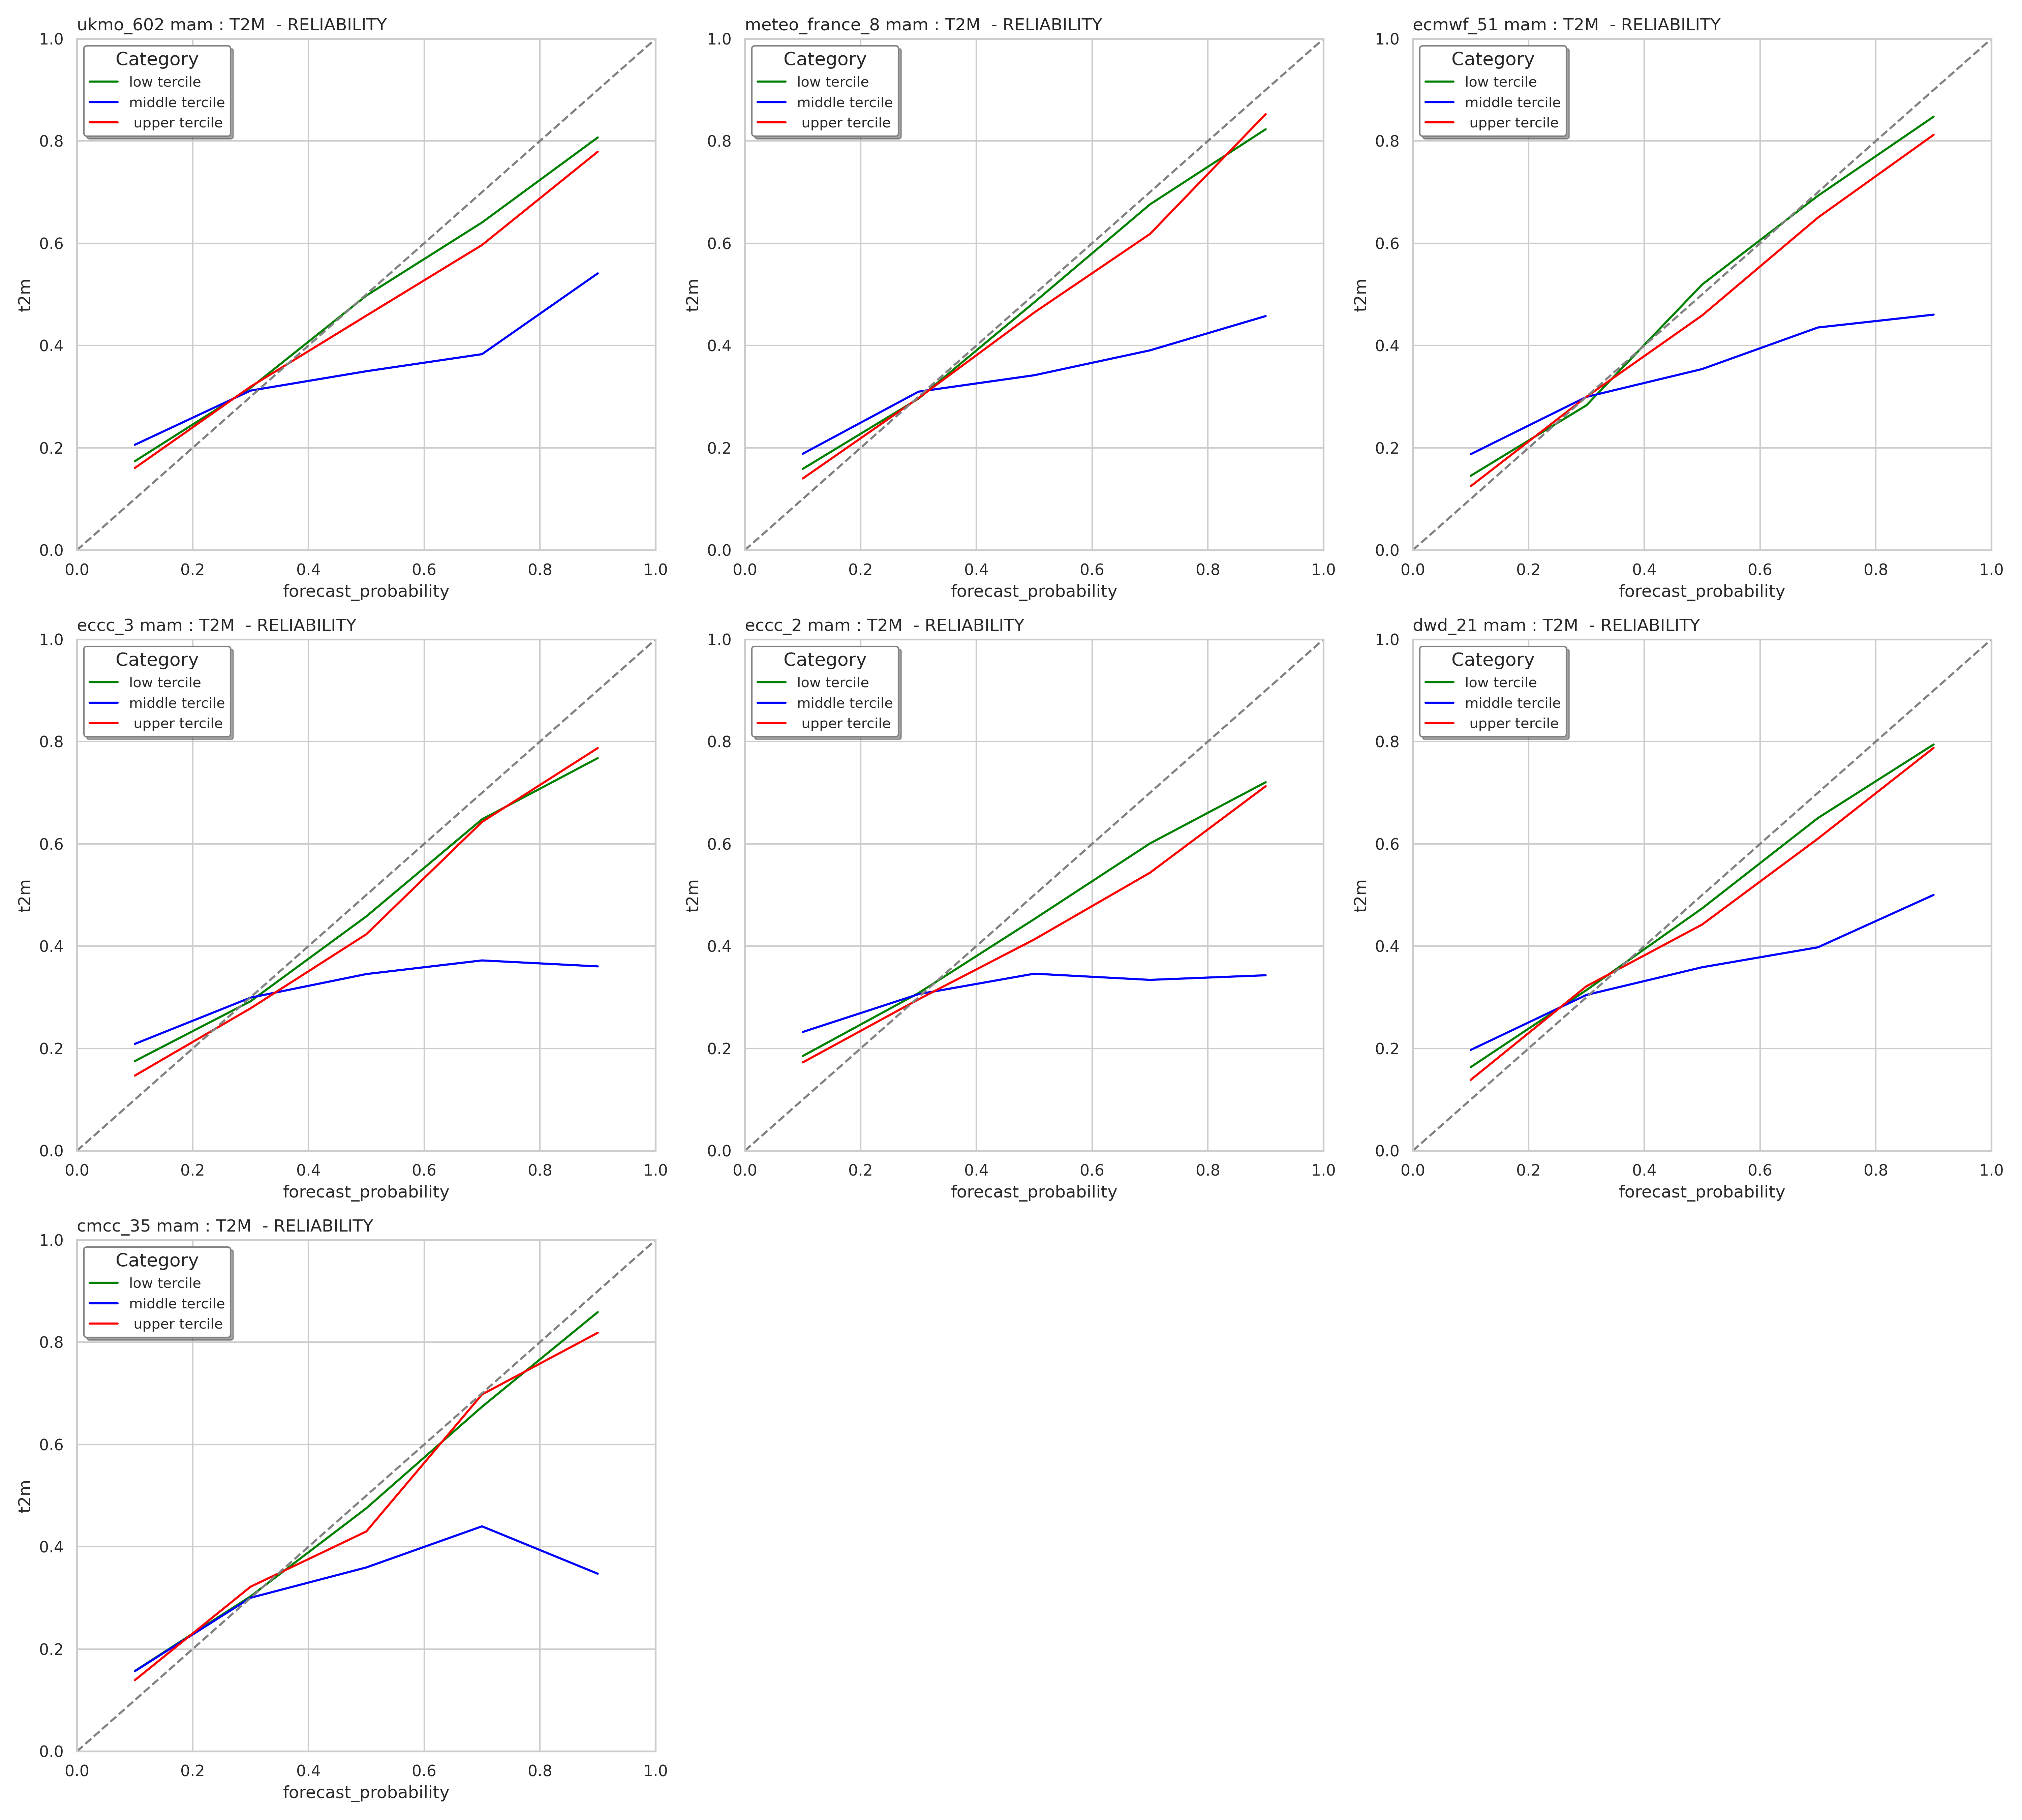 ukmo_602 mam : T2M  - RELIABILITY
1.0
0.8
0.6
0.4
0.2
0.0
t2m
Category
low tercile
middle tercile
upper tercile
0.0 0.2 0.4 0.6 0.8 1.0
forecast_probability
meteo_france_8 mam : T2M  - RELIABILITY
1.0
0.8
0.6
0.4
0.2
0.0
t2m
Category
low tercile
middle tercile
upper tercile
0.0 0.2 0.4 0.6 0.8 1.0
forecast_probability
ecmwf_51 mam : T2M  - RELIABILITY
1.0
0.8
0.6
0.4
0.2
0.0
t2m
Category
low tercile
middle tercile
upper tercile
0.0 0.2 0.4 0.6 0.8 1.0
forecast_probability
eccc_3 mam : T2M  - RELIABILITY
1.0
0.8
0.6
0.4
0.2
0.0
t2m
Category
low tercile
middle tercile
upper tercile
0.0 0.2 0.4 0.6 0.8 1.0
forecast_probability
eccc_2 mam : T2M  - RELIABILITY
1.0
0.8
0.6
0.4
0.2
0.0
t2m
Category
low tercile
middle tercile
upper tercile
0.0 0.2 0.4 0.6 0.8 1.0
forecast_probability
dwd_21 mam : T2M  - RELIABILITY
1.0
0.8
0.6
0.4
0.2
0.0
t2m
Category
low tercile
middle tercile
upper tercile
0.0 0.2 0.4 0.6 0.8 1.0
forecast_probability
cmcc_35 mam : T2M  - RELIABILITY
1.0
0.8
0.6
0.4
0.2
0.0
t2m
Category
low tercile
middle tercile
upper tercile
0.0 0.2 0.4 0.6 0.8 1.0
forecast_probability